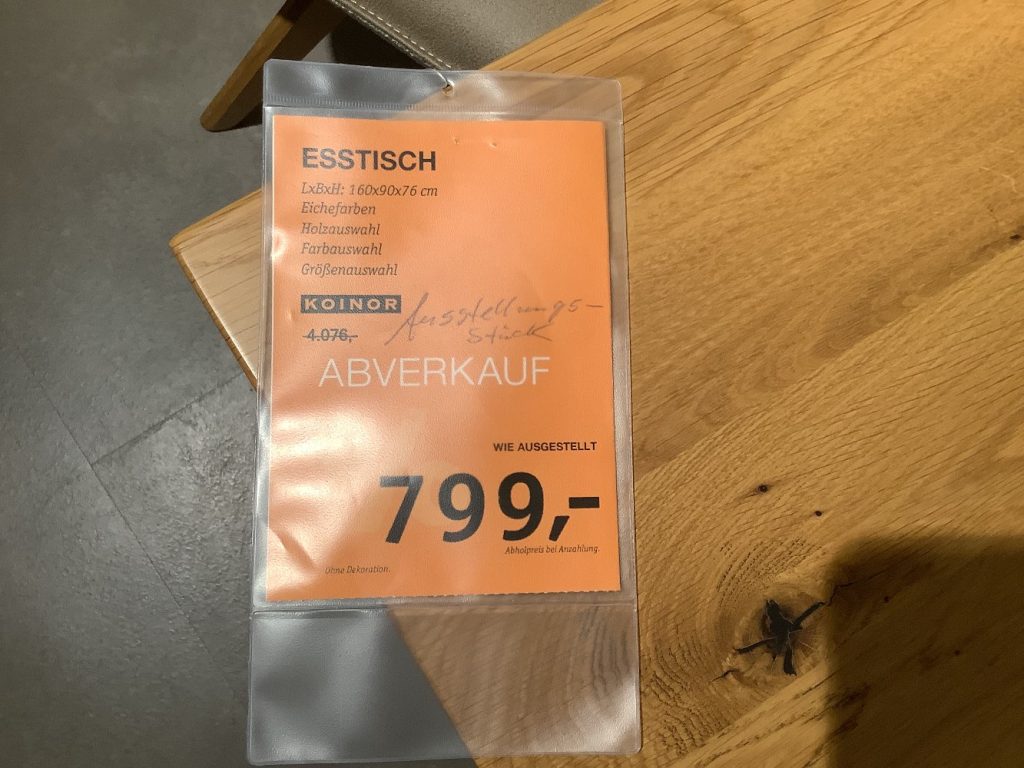 ESSTISCH
LxBxH: 160x90x76 cm
Eichefarben
Holzauswahl
Farbauswahl
Größenauswahl
KOINOR
Ausstellungs-
stück
4.076,-
ABVERKAUF
WIE AUSGESTELLT
799,-
Abholpreis bei Anzahlung.
Ohne Dekoration.